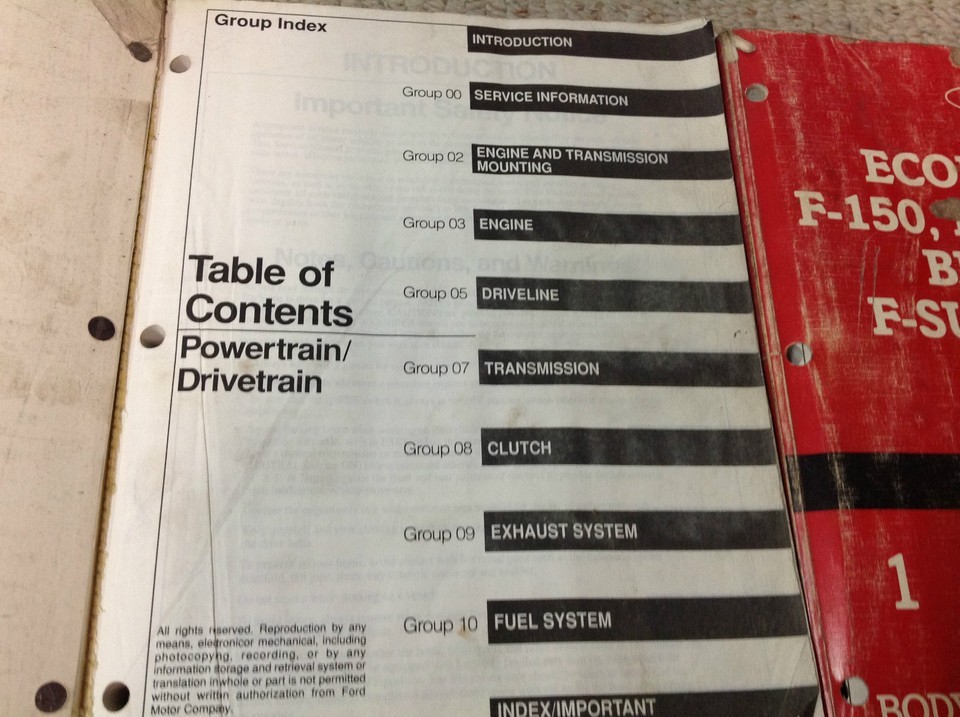 Group Index
INTRODUCTION
Group 00 SERVICE INFORMATION
Group 02 ENGINE AND TRANSMISSION
MOUNTING
Group 03 ENGINE
Table of
Contents
Group 05 DRIVELINE
Powertrain/
Drivetrain
Group 07 TRANSMISSION
Group 08 CLUTCH
Group 09 EXHAUST SYSTEM
Group 10 FUEL SYSTEM
All rights reserved. Reproduction by any
means, electronicor mechanical, including
photocopying, recording, or by any
information storage and retrieval system or
translation inwhole or part is not permitted
without written authorization from Ford
Motor Company.
INDEX/IMPORTANT
ECO
F-150,
B
F-SU
1
BOD